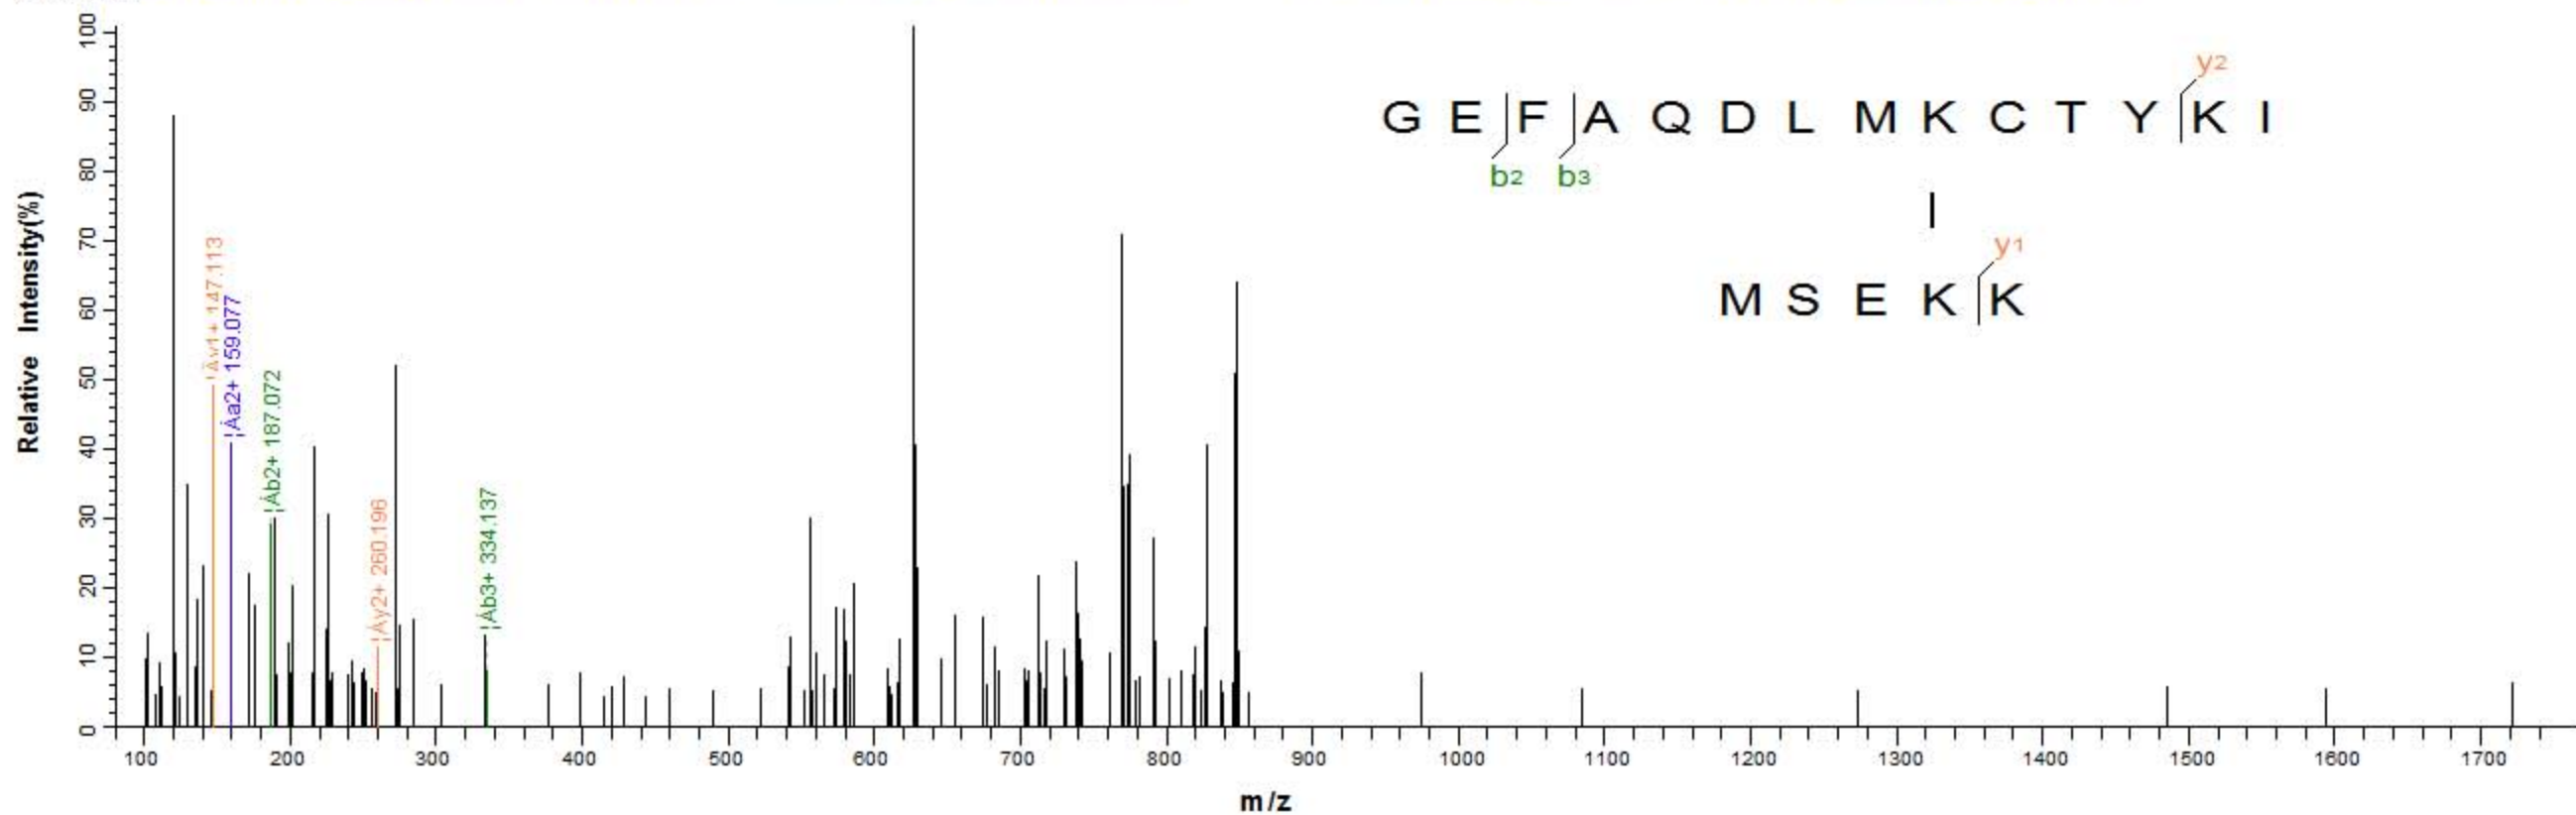 Relative Intensity(%)
100
90
80
70
60
50
40
30
20
10
0
¦Ây1+ 147.113
¦Âa2+ 159.077
¦Âb2+ 187.072
¦Ây2+ 260.196
¦Âb3+ 334.137
y2
G E F A Q D L M K C T Y K I
b2 b3
y1
M S E K K
100 200 300 400 500 600 700 800 900 1000 1100 1200 1300 1400 1500 1600 1700
m/z